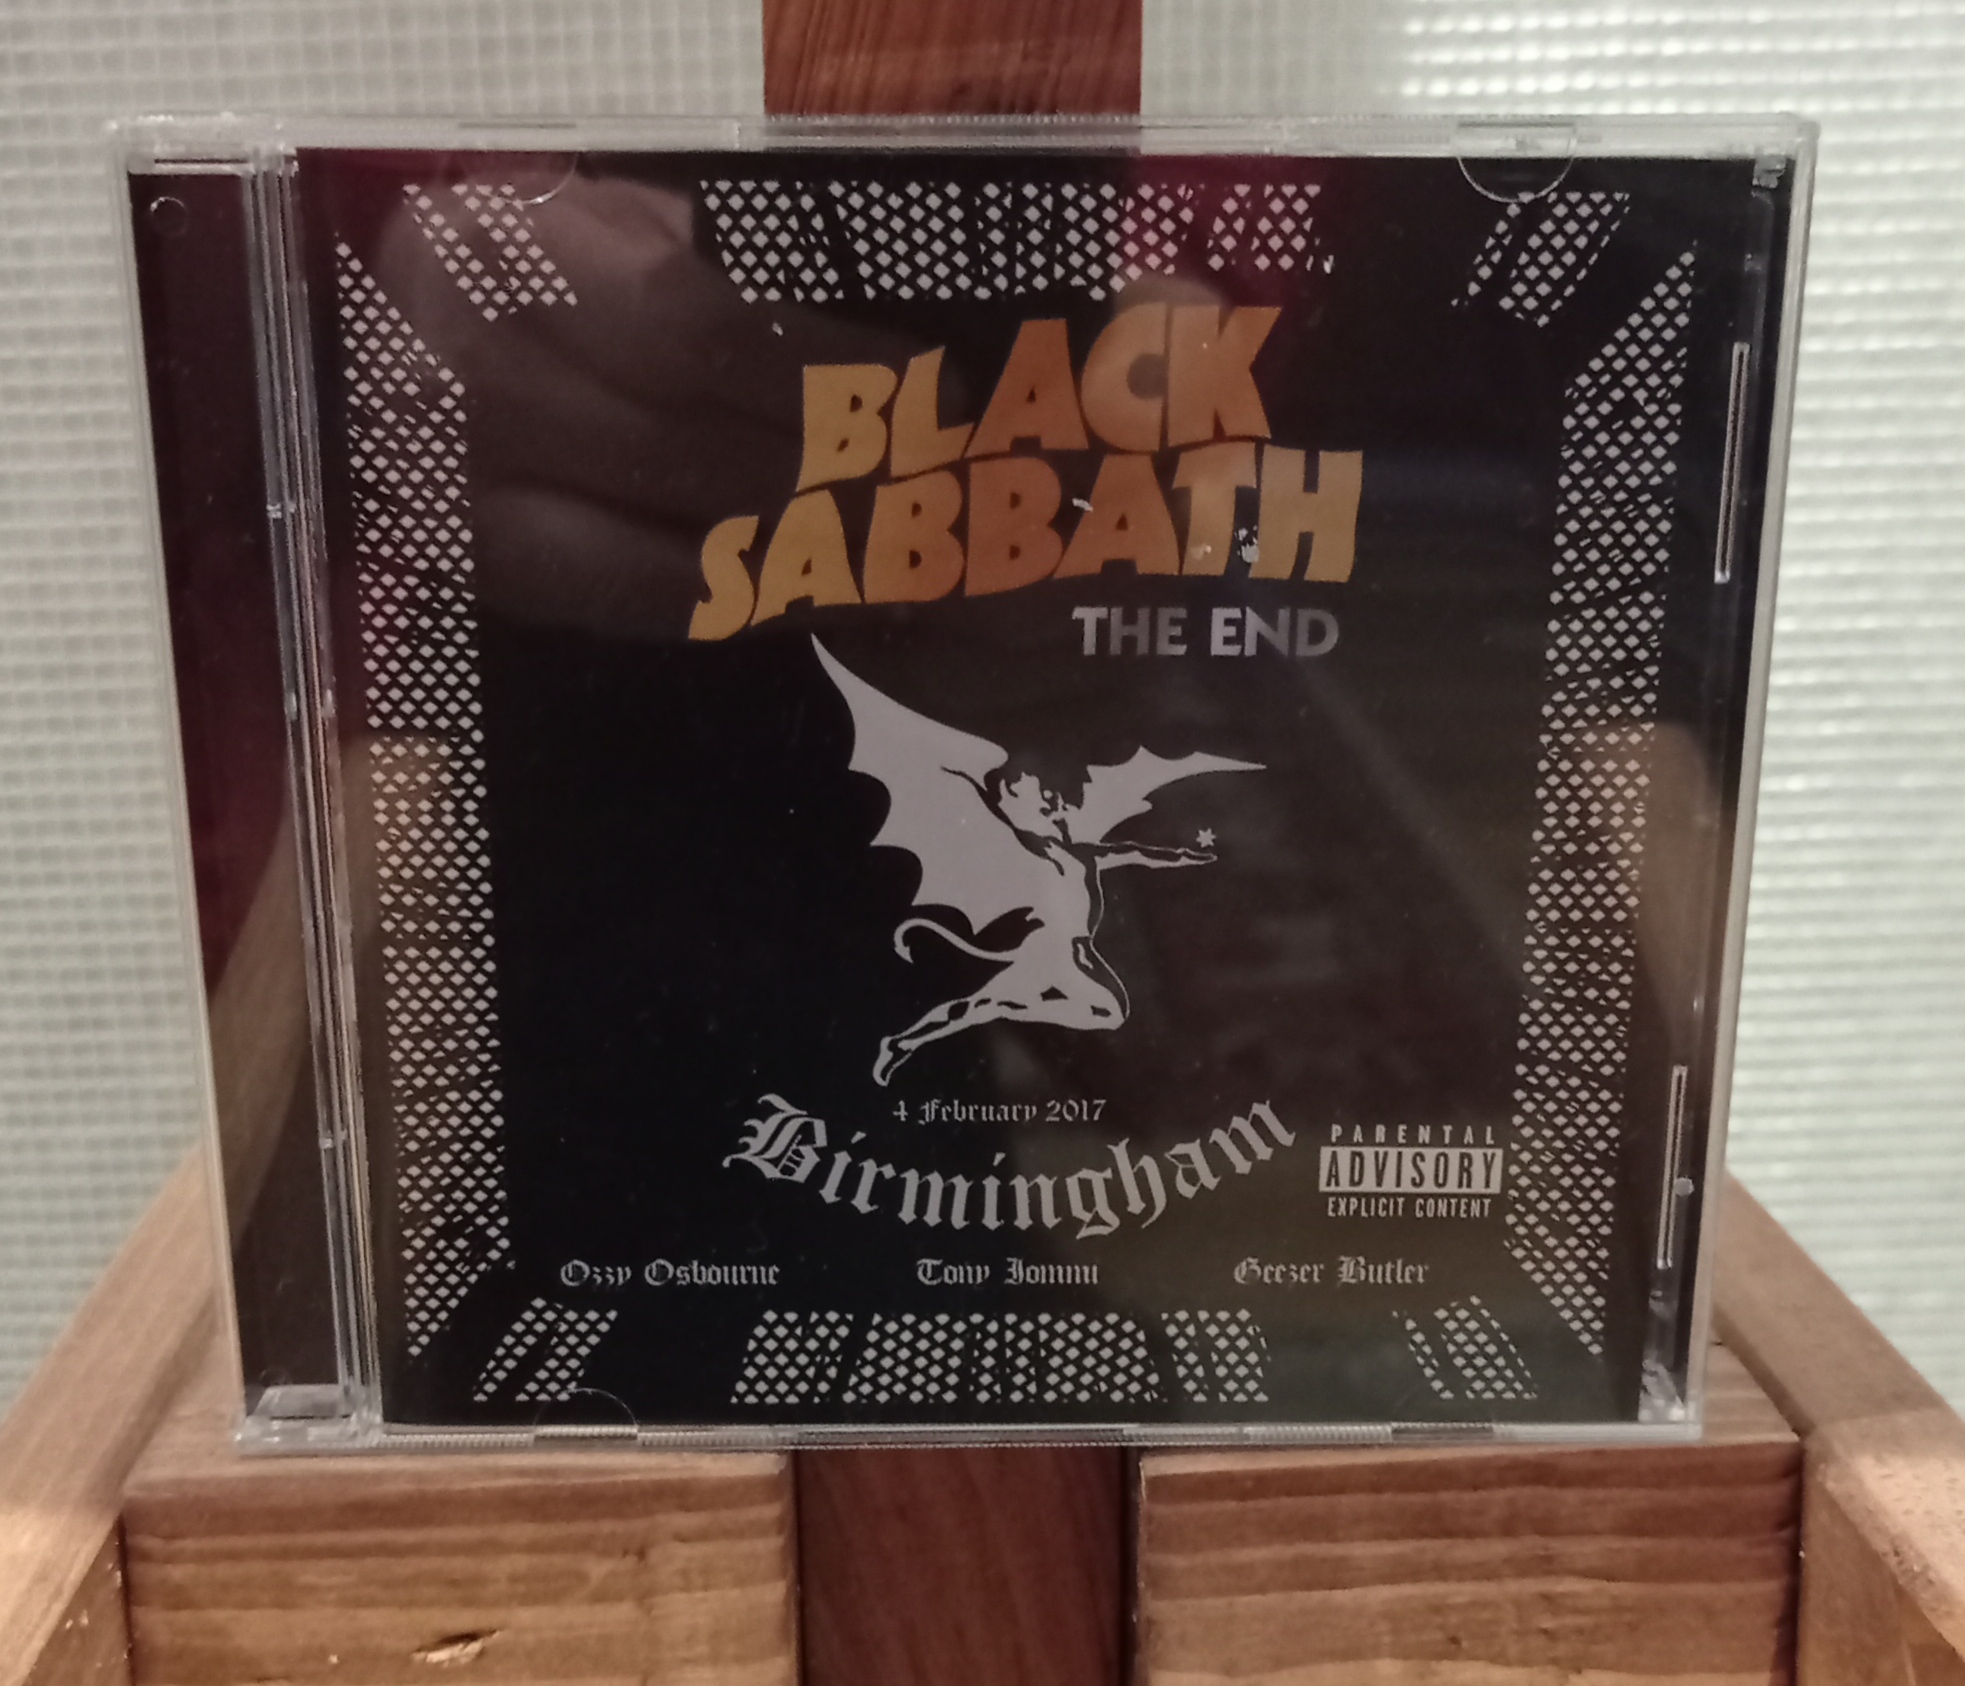 BLACK
SABBATH
THE END
4 February 2017
Birmingham
PARENTAL
ADVISORY
EXPLICIT CONTENT
Ozzy Osbourne Tony Iommi Geezer Butler